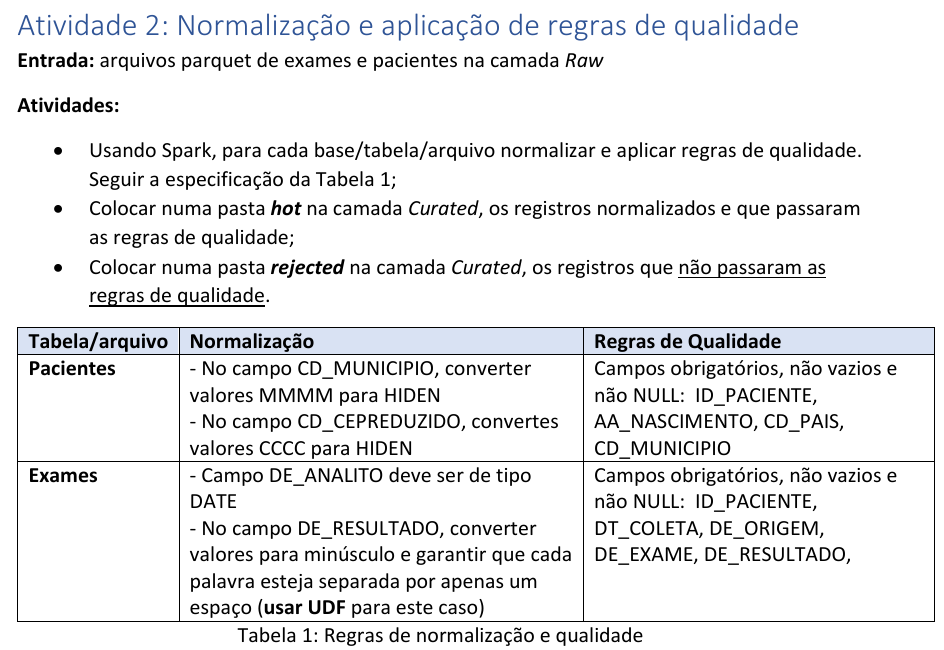 Atividade 2: Normalização e aplicação de regras de qualidade
Entrada: arquivos parquet de exames e pacientes na camada Raw
Atividades:
• Usando Spark, para cada base/tabela/arquivo normalizar e aplicar regras de qualidade.
Seguir a especificação da Tabela 1;
• Colocar numa pasta hot na camada Curated, os registros normalizados e que passaram
as regras de qualidade;
• Colocar numa pasta rejected na camada Curated, os registros que não passaram as
regras de qualidade.
Tabela/arquivo Normalização Regras de Qualidade
Pacientes
- No campo CD_MUNICIPIO, converter
valores MMMM para HIDEN
- No campo CD_CEPREDUZIDO, convertes
valores CCCC para HIDEN
Campos obrigatórios, não vazios e
não NULL: ID_PACIENTE,
AA_NASCIMENTO, CD_PAIS,
CD_MUNICIPIO
Exames
- Campo DE_ANALITO deve ser de tipo
DATE
- No campo DE_RESULTADO, converter
valores para minúsculo e garantir que cada
palavra esteja separada por apenas um
espaço (usar UDF para este caso)
Campos obrigatórios, não vazios e
não NULL: ID_PACIENTE,
DT_COLETA, DE_ORIGEM,
DE_EXAME, DE_RESULTADO,
Tabela 1: Regras de normalização e qualidade